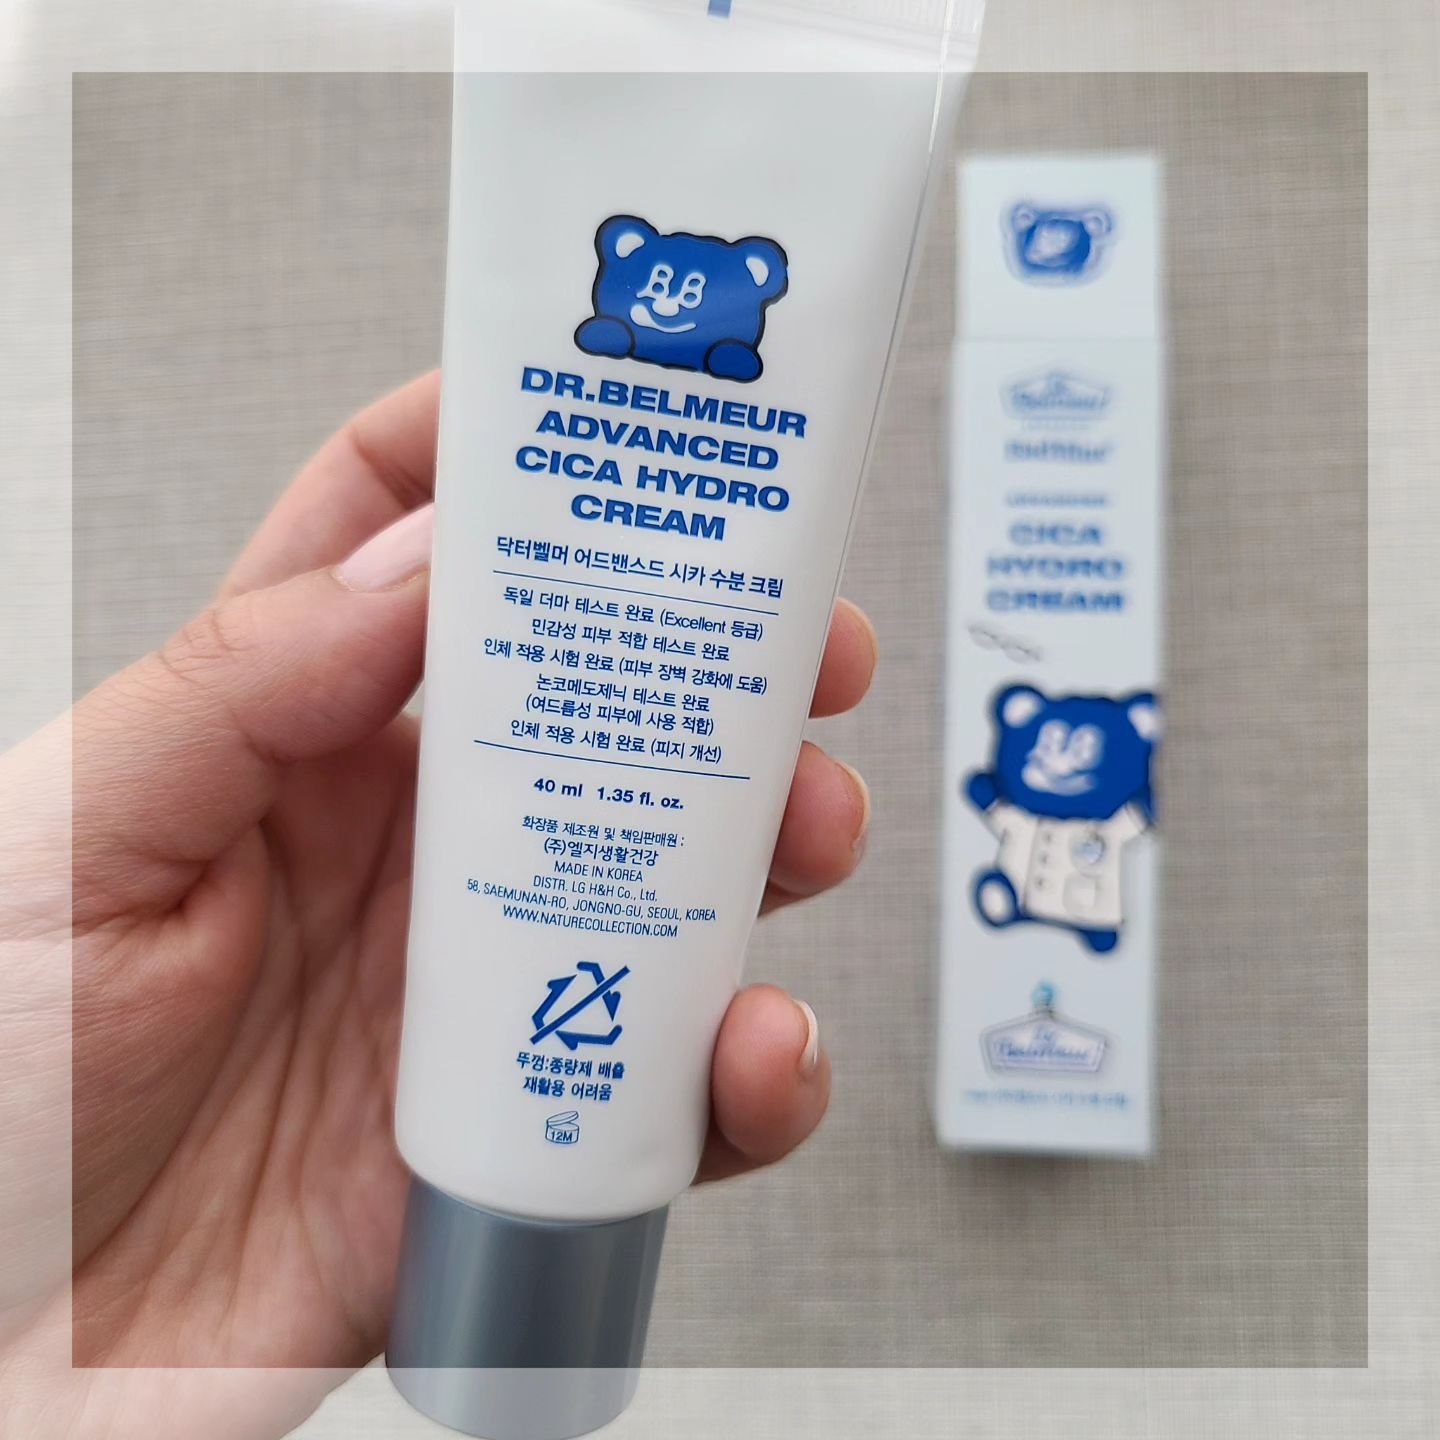 DR.BELMEUR
ADVANCED
CICA HYDRO
CREAM
닥터벨머 어드밴스드 시카 수분 크림
독일 더마 테스트 완료 (Excellent 등급)
민감성 피부 적합 테스트 완료
인체 적용 시험 완료 (피부 장벽 강화에 도움)
논코메도제닉 테스트 완료
(여드름성 피부에 사용 적합)
인체 적용 시험 완료 (피지 개선)
40 ml 1.35 fl. oz.
화장품 제조원 및 책임판매원 :
(주)엘지생활건강
MADE IN KOREA
DISTR. LG H&H Co., Ltd.
58, SAEMUNAN-RO, JONGNO-GU, SEOUL, KOREA
WWW.NATURECOLLECTION.COM
뚜껑:종량제 배출
재활용 어려움
12M
CICA
HYDRO
CREAM